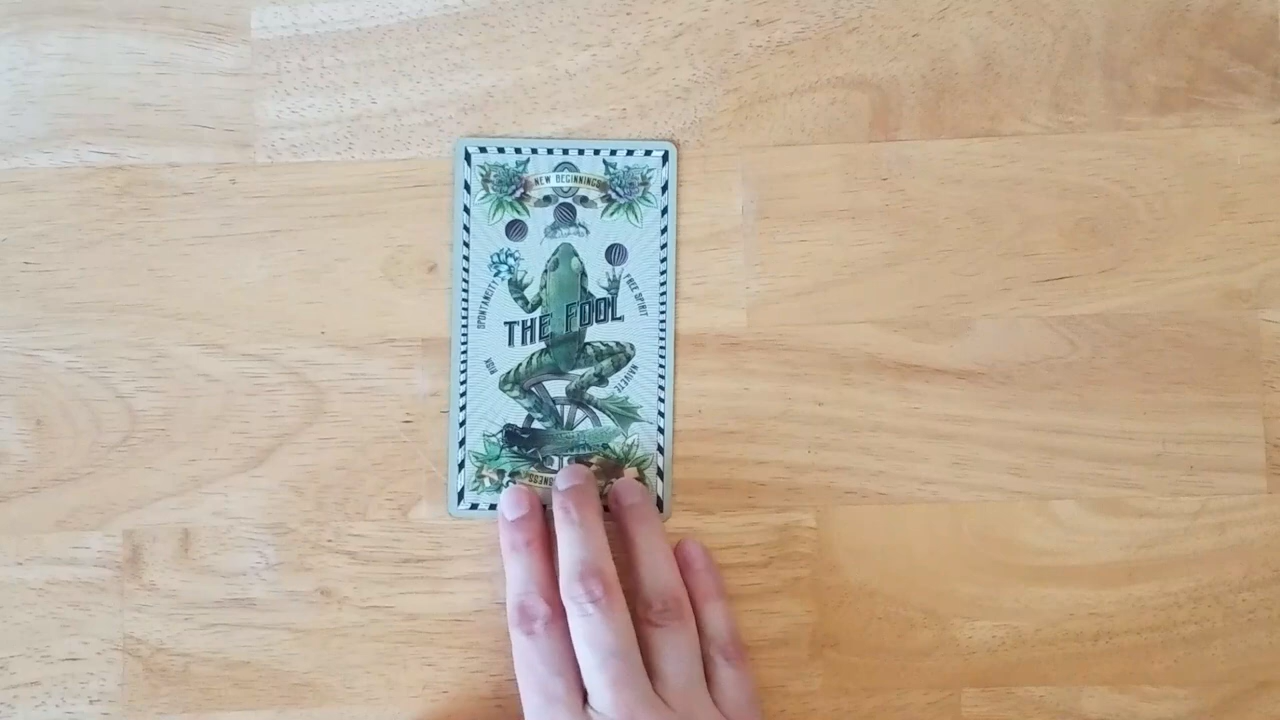 NEW BEGINNINGS
SPONTANEITY
FREE SPIRIT
THE FOOL
RISK
NAIVETE